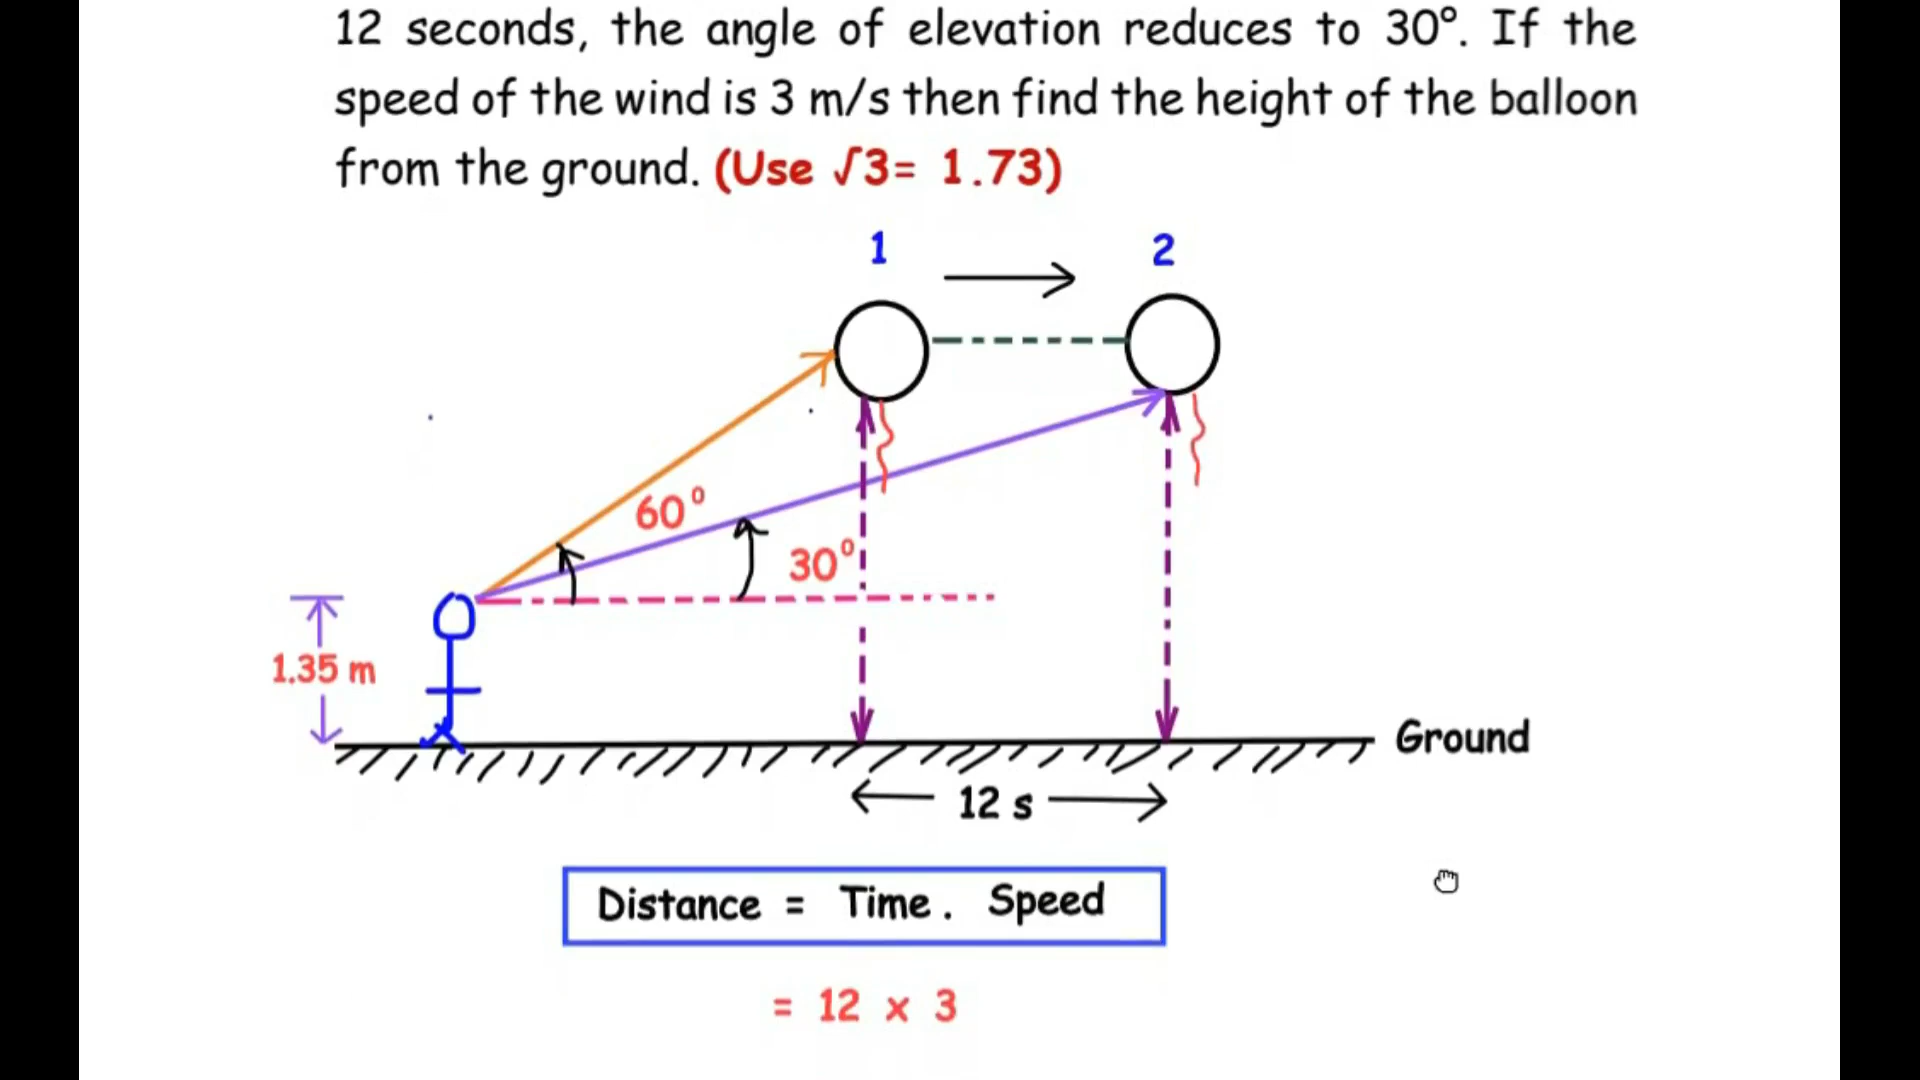 12 seconds, the angle of elevation reduces to 30°. If the
speed of the wind is 3 m/s then find the height of the balloon
from the ground. (Use √3= 1.73)
1
2
60°
30°
1.35 m
Ground
12 s
Distance = Time . Speed
= 12 x 3